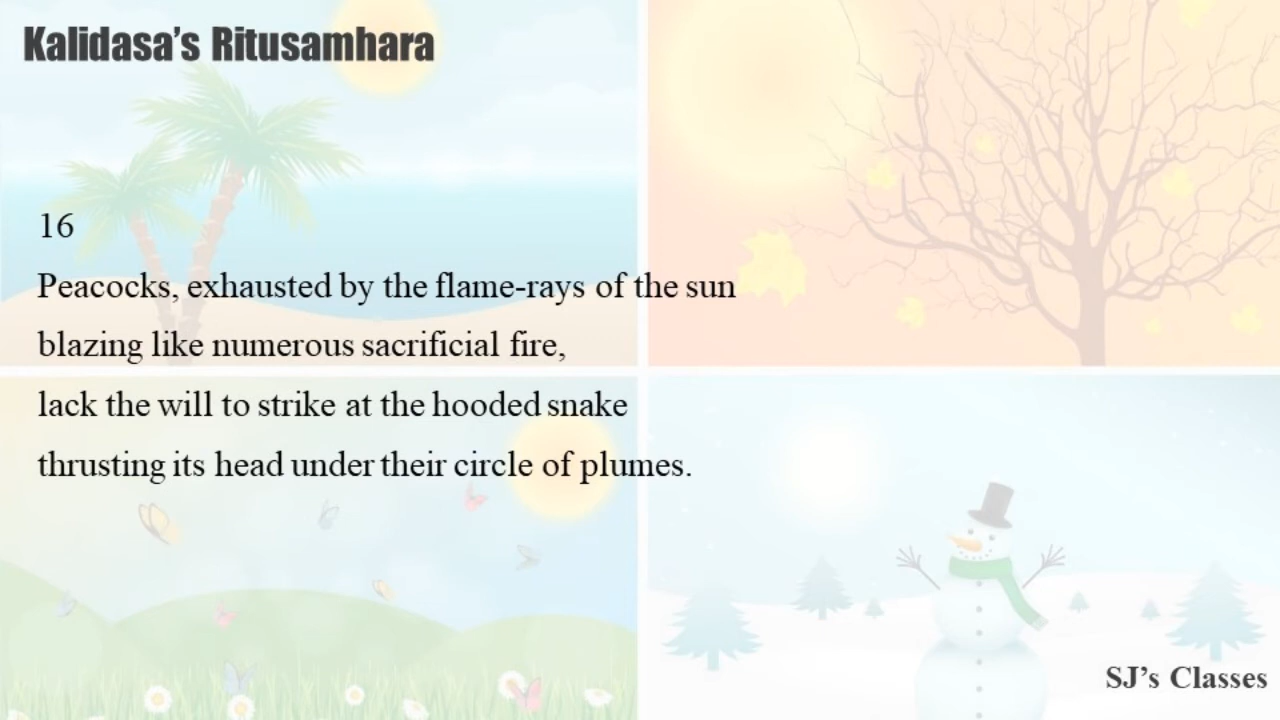 Kalidasa’s Ritusamhara
16
Peacocks, exhausted by the flame-rays of the sun
blazing like numerous sacrificial fire,
lack the will to strike at the hooded snake
thrusting its head under their circle of plumes.
SJ’s Classes